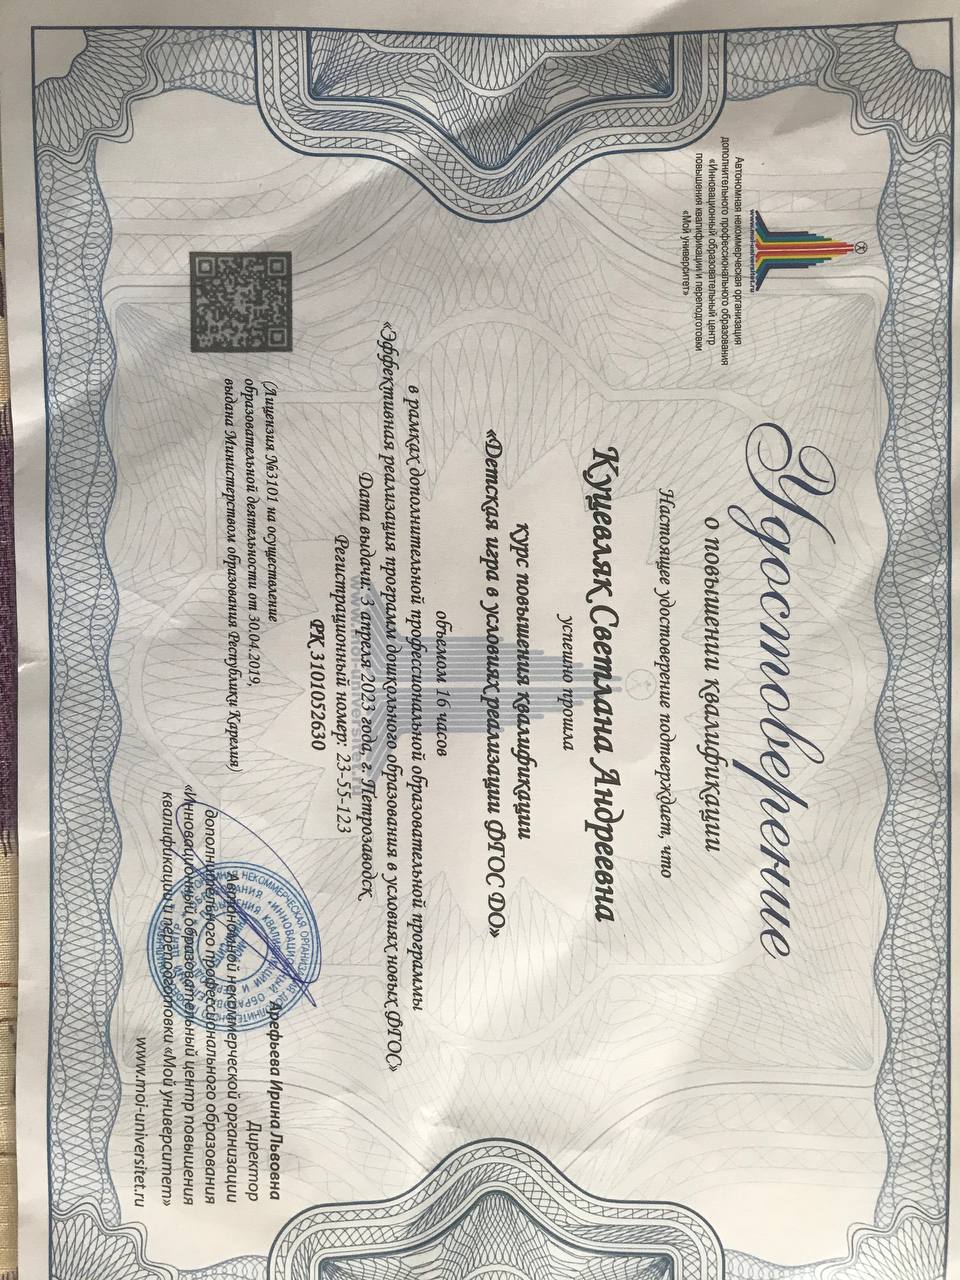 www.moi-universitet.ru
Автономная некоммерческая организация
дополнительного профессионального образования
«Инновационный образовательный центр
повышения квалификации и переподготовки
«Мой университет»
Удостоверение
о повышении квалификации
Настоящее удостоверение подтверждает, что
Куцевляк Светлана Андреевна
успешно прошла
курс повышения квалификации
«Детская игра в условиях реализации ФГОС ДО»
объемом 16 часов
в рамках дополнительной профессиональной образовательной программы
«Эффективная реализация программ дошкольного образования в условиях новых ФГОС»
Дата выдачи: 3 апреля 2023 года, г. Петрозаводск,
Регистрационный номер: 23-55-123
РК 3101052630
(Лицензия №3101 на осуществление
образовательной деятельности от 30.04.2019,
выдана Министерством образования Республики Карелия)
Арефьева Ирина Львовна
Директор
Автономной некоммерческой организации
дополнительного профессионального образования
«Инновационный образовательный центр повышения
квалификации и переподготовки «Мой университет»
www.moi-universitet.ru